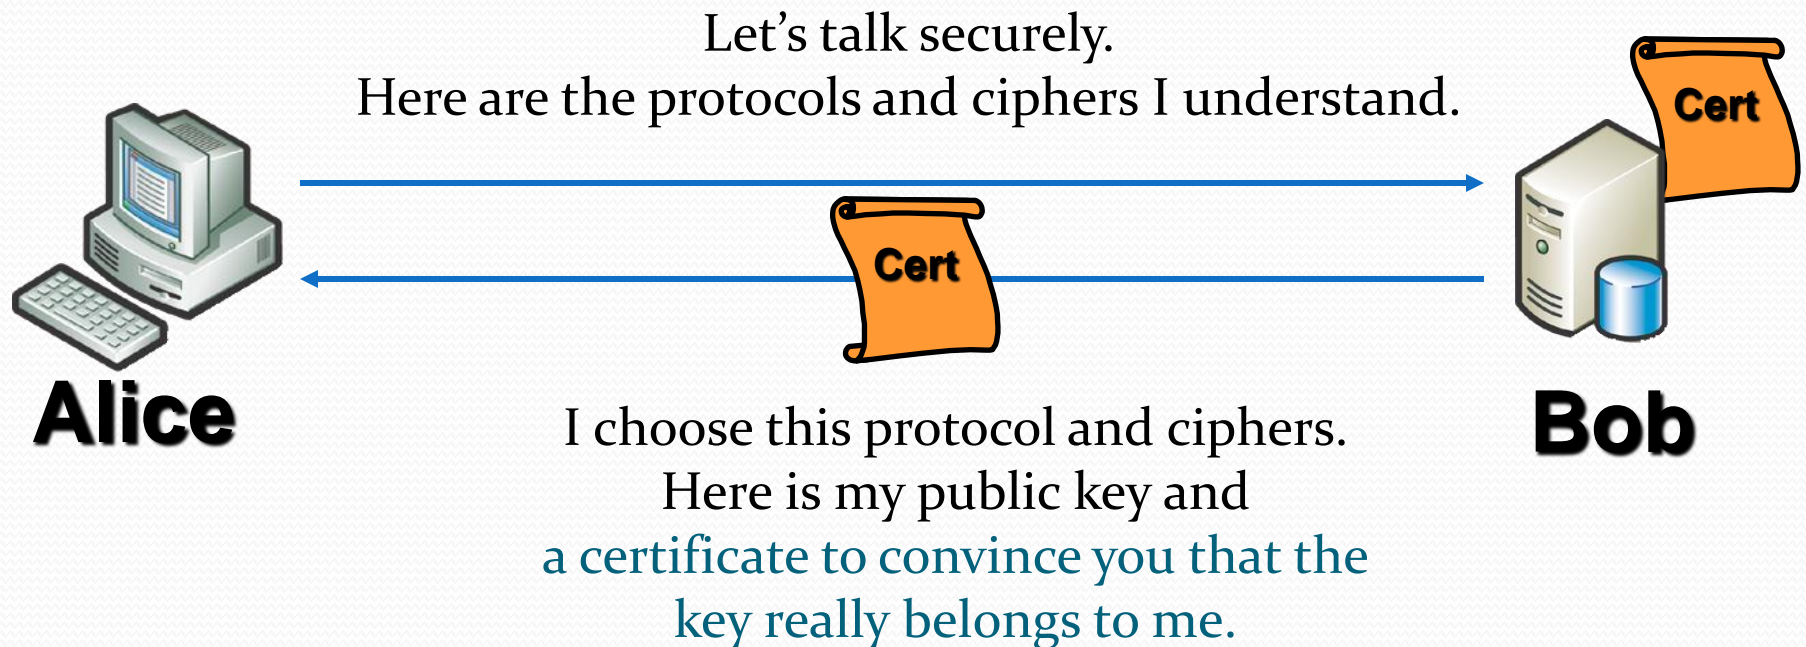 Let's talk securely.
Here are the protocols and ciphers I understand.
Cert
Cert
Alice
Bob
I choose this protocol and ciphers.
Here is my public key and
a certificate to convince you that the
key really belongs to me.